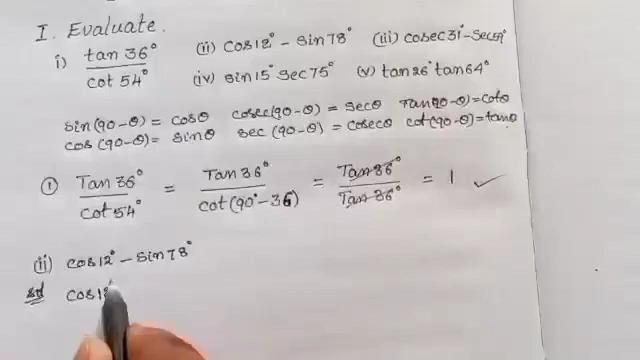 I. Evaluate.
i) tan 36° / cot 54° (ii) cos 12° - sin 78° (iii) cosec 31° - sec 59°
(iv) sin 15° sec 75° (v) tan 26° tan 64°
sin(90-θ) = cosθ cosec(90-θ) = secθ Tan(90-θ)=cotθ
cos(90-θ) = sinθ sec(90-θ) = cosecθ cot(90-θ)=tanθ
① Tan 36° / cot 54° = Tan 36° / cot(90°-36) = Tan 36° / Tan 36° = 1 ✓
(ii) cos 12° - sin 78°
Sol cos 12°